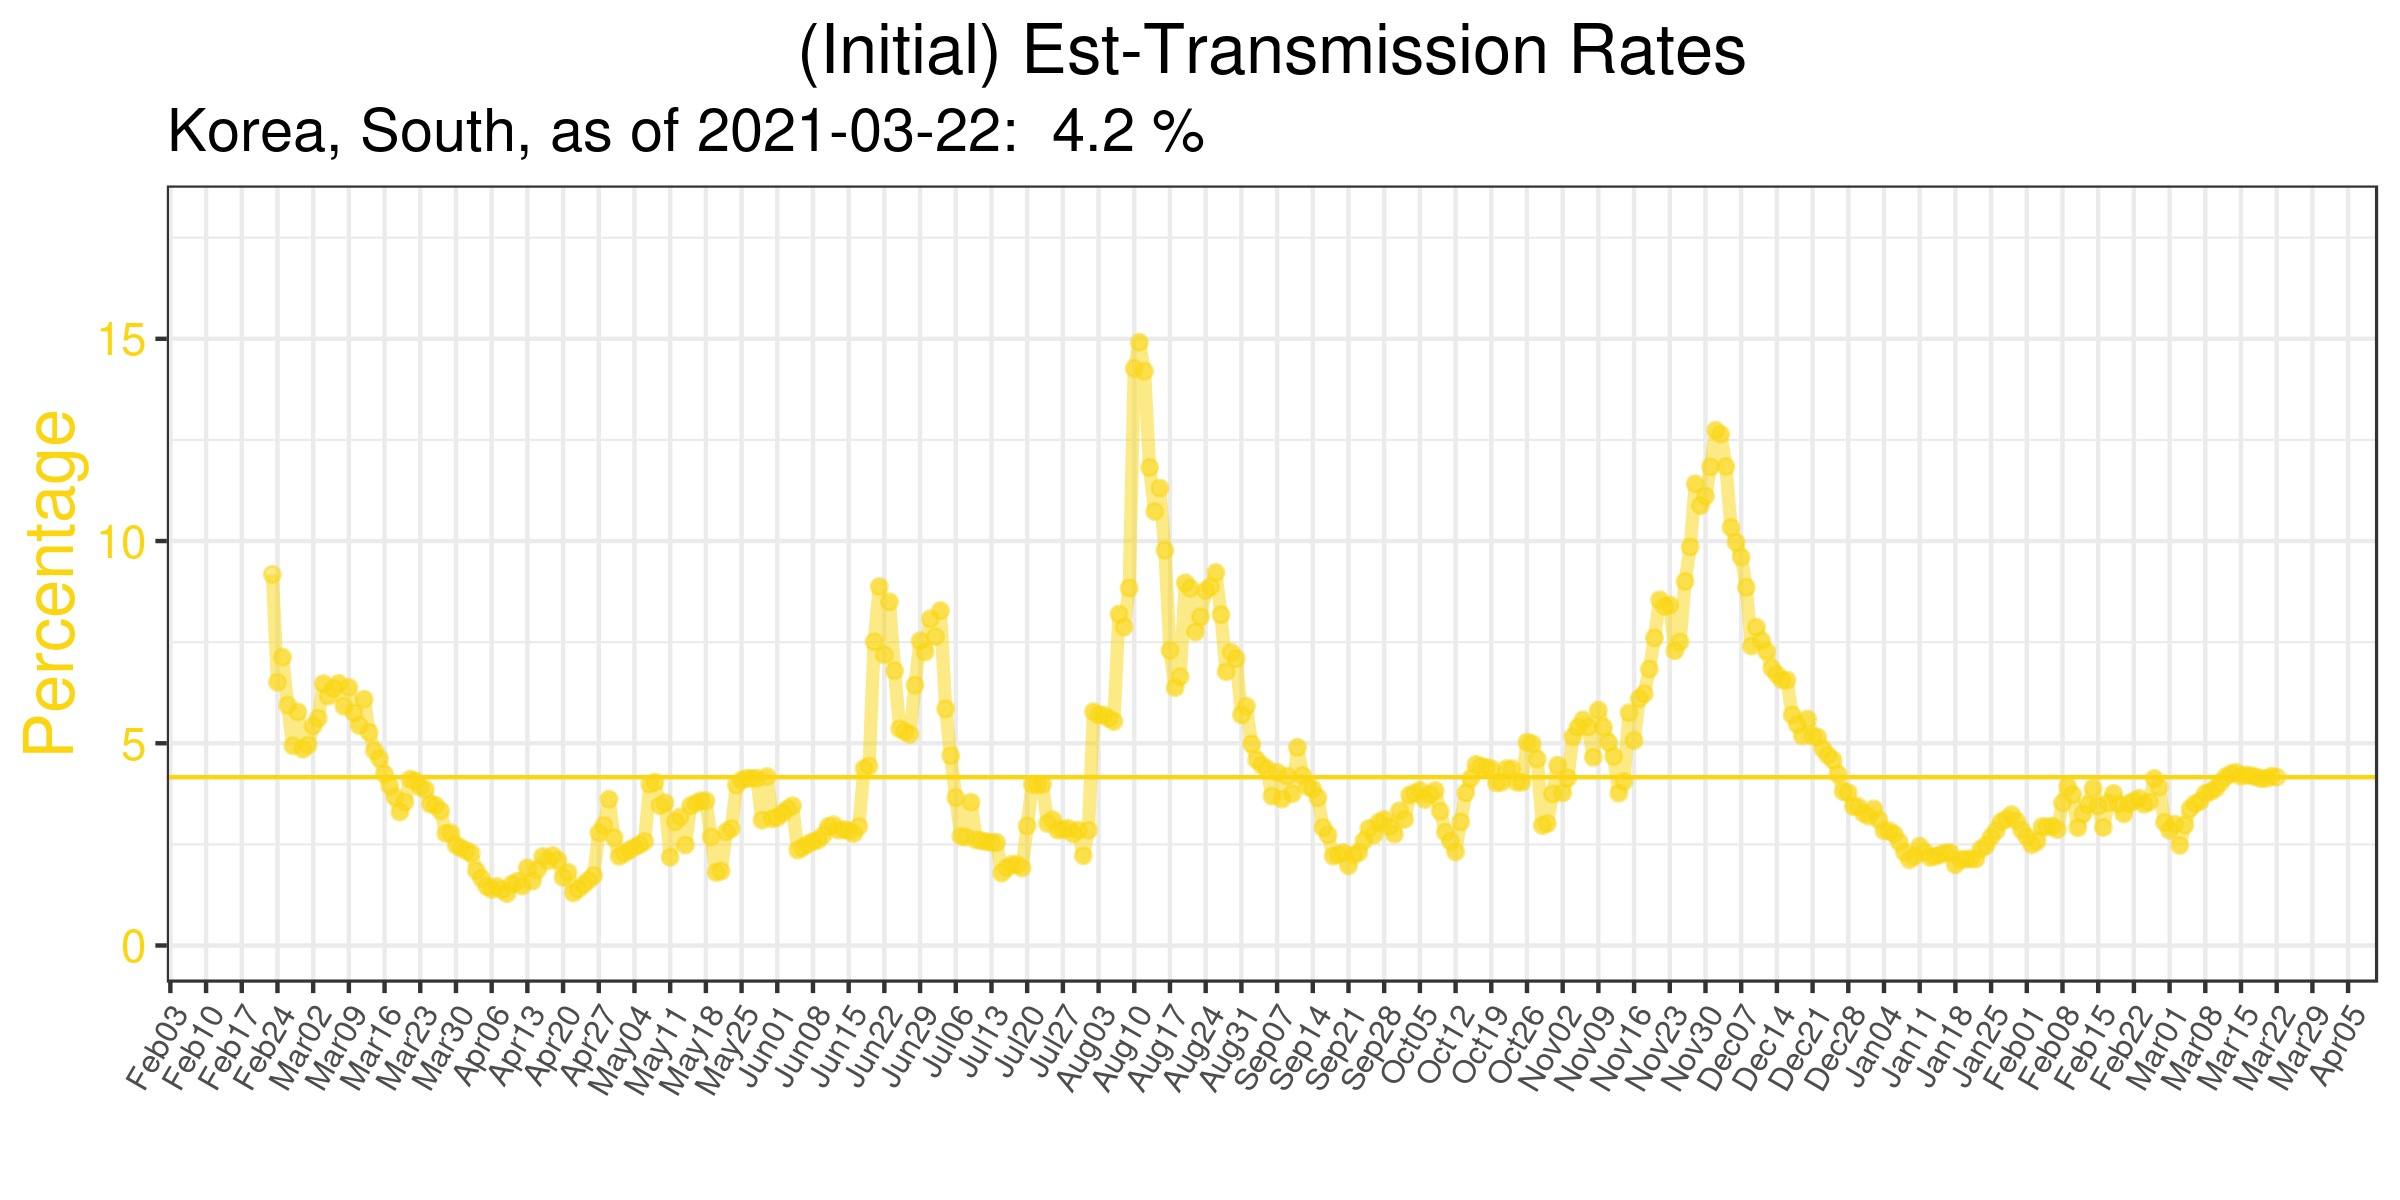 (Initial) Est-Transmission Rates
Korea, South, as of 2021-03-22:  4.2 %
Percentage
15
10
5
0
Feb03
Feb10
Feb17
Feb24
Mar02
Mar09
Mar16
Mar23
Mar30
Apr06
Apr13
Apr20
Apr27
May04
May11
May18
May25
Jun01
Jun08
Jun15
Jun22
Jun29
Jul06
Jul13
Jul20
Jul27
Aug03
Aug10
Aug17
Aug24
Aug31
Sep07
Sep14
Sep21
Sep28
Oct05
Oct12
Oct19
Oct26
Nov02
Nov09
Nov16
Nov23
Nov30
Dec07
Dec14
Dec21
Dec28
Jan04
Jan11
Jan18
Jan25
Feb01
Feb08
Feb15
Feb22
Mar01
Mar08
Mar15
Mar22
Mar29
Apr05